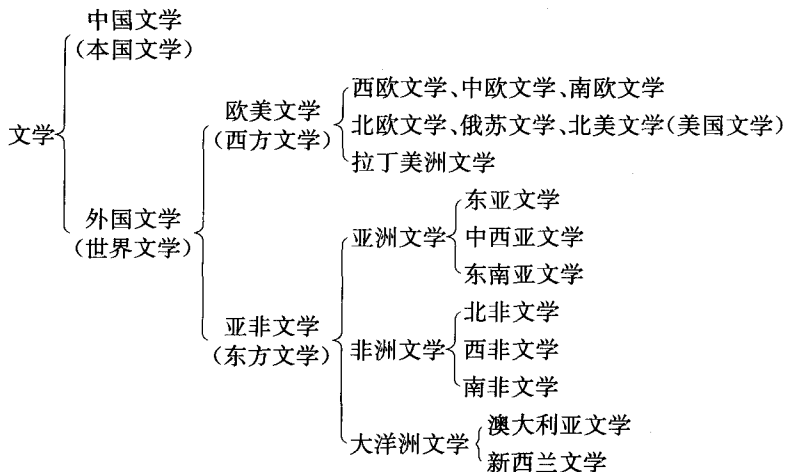 中国文学
(本国文学)
文学
外国文学
(世界文学)
欧美文学
(西方文学)
西欧文学、中欧文学、南欧文学
北欧文学、俄苏文学、北美文学(美国文学)
拉丁美洲文学
亚非文学
(东方文学)
亚洲文学
东亚文学
中西亚文学
东南亚文学
非洲文学
北非文学
西非文学
南非文学
大洋洲文学
澳大利亚文学
新西兰文学